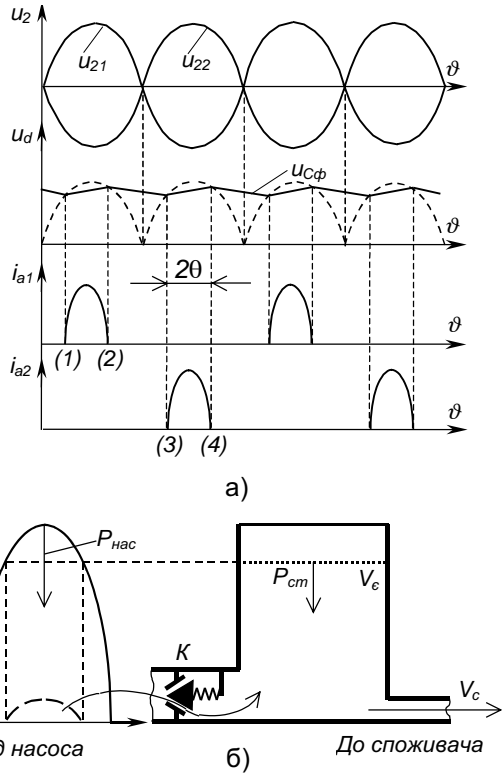 u2
u21
u22
ϑ
ud
uCф
ϑ
ia1
2θ
ϑ
(1)
(2)
ia2
ϑ
(3)
(4)
а)
Pнас
Pст
Vє
К
Vс
д насоса
До споживача
б)